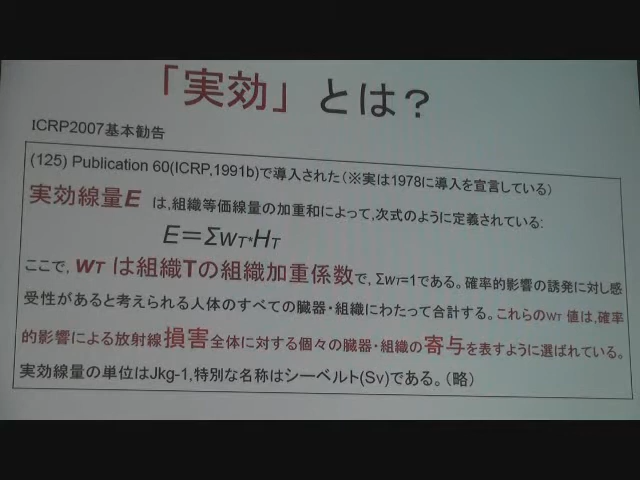 「実効」とは？
ICRP2007基本勧告
(125) Publication 60(ICRP,1991b)で導入された(※実は1978に導入を宣言している)
実効線量E は,組織等価線量の加重和によって,次式のように定義されている:
E＝ΣwT*HT
ここで, wT は組織Tの組織加重係数で, ΣwT=1である。確率的影響の誘発に対し感
受性があると考えられる人体のすべての臓器・組織にわたって合計する。これらのwT 値は,確率
的影響による放射線損害全体に対する個々の臓器・組織の寄与を表すように選ばれている。
実効線量の単位はJkg-1,特別な名称はシーベルト(Sv)である。(略)